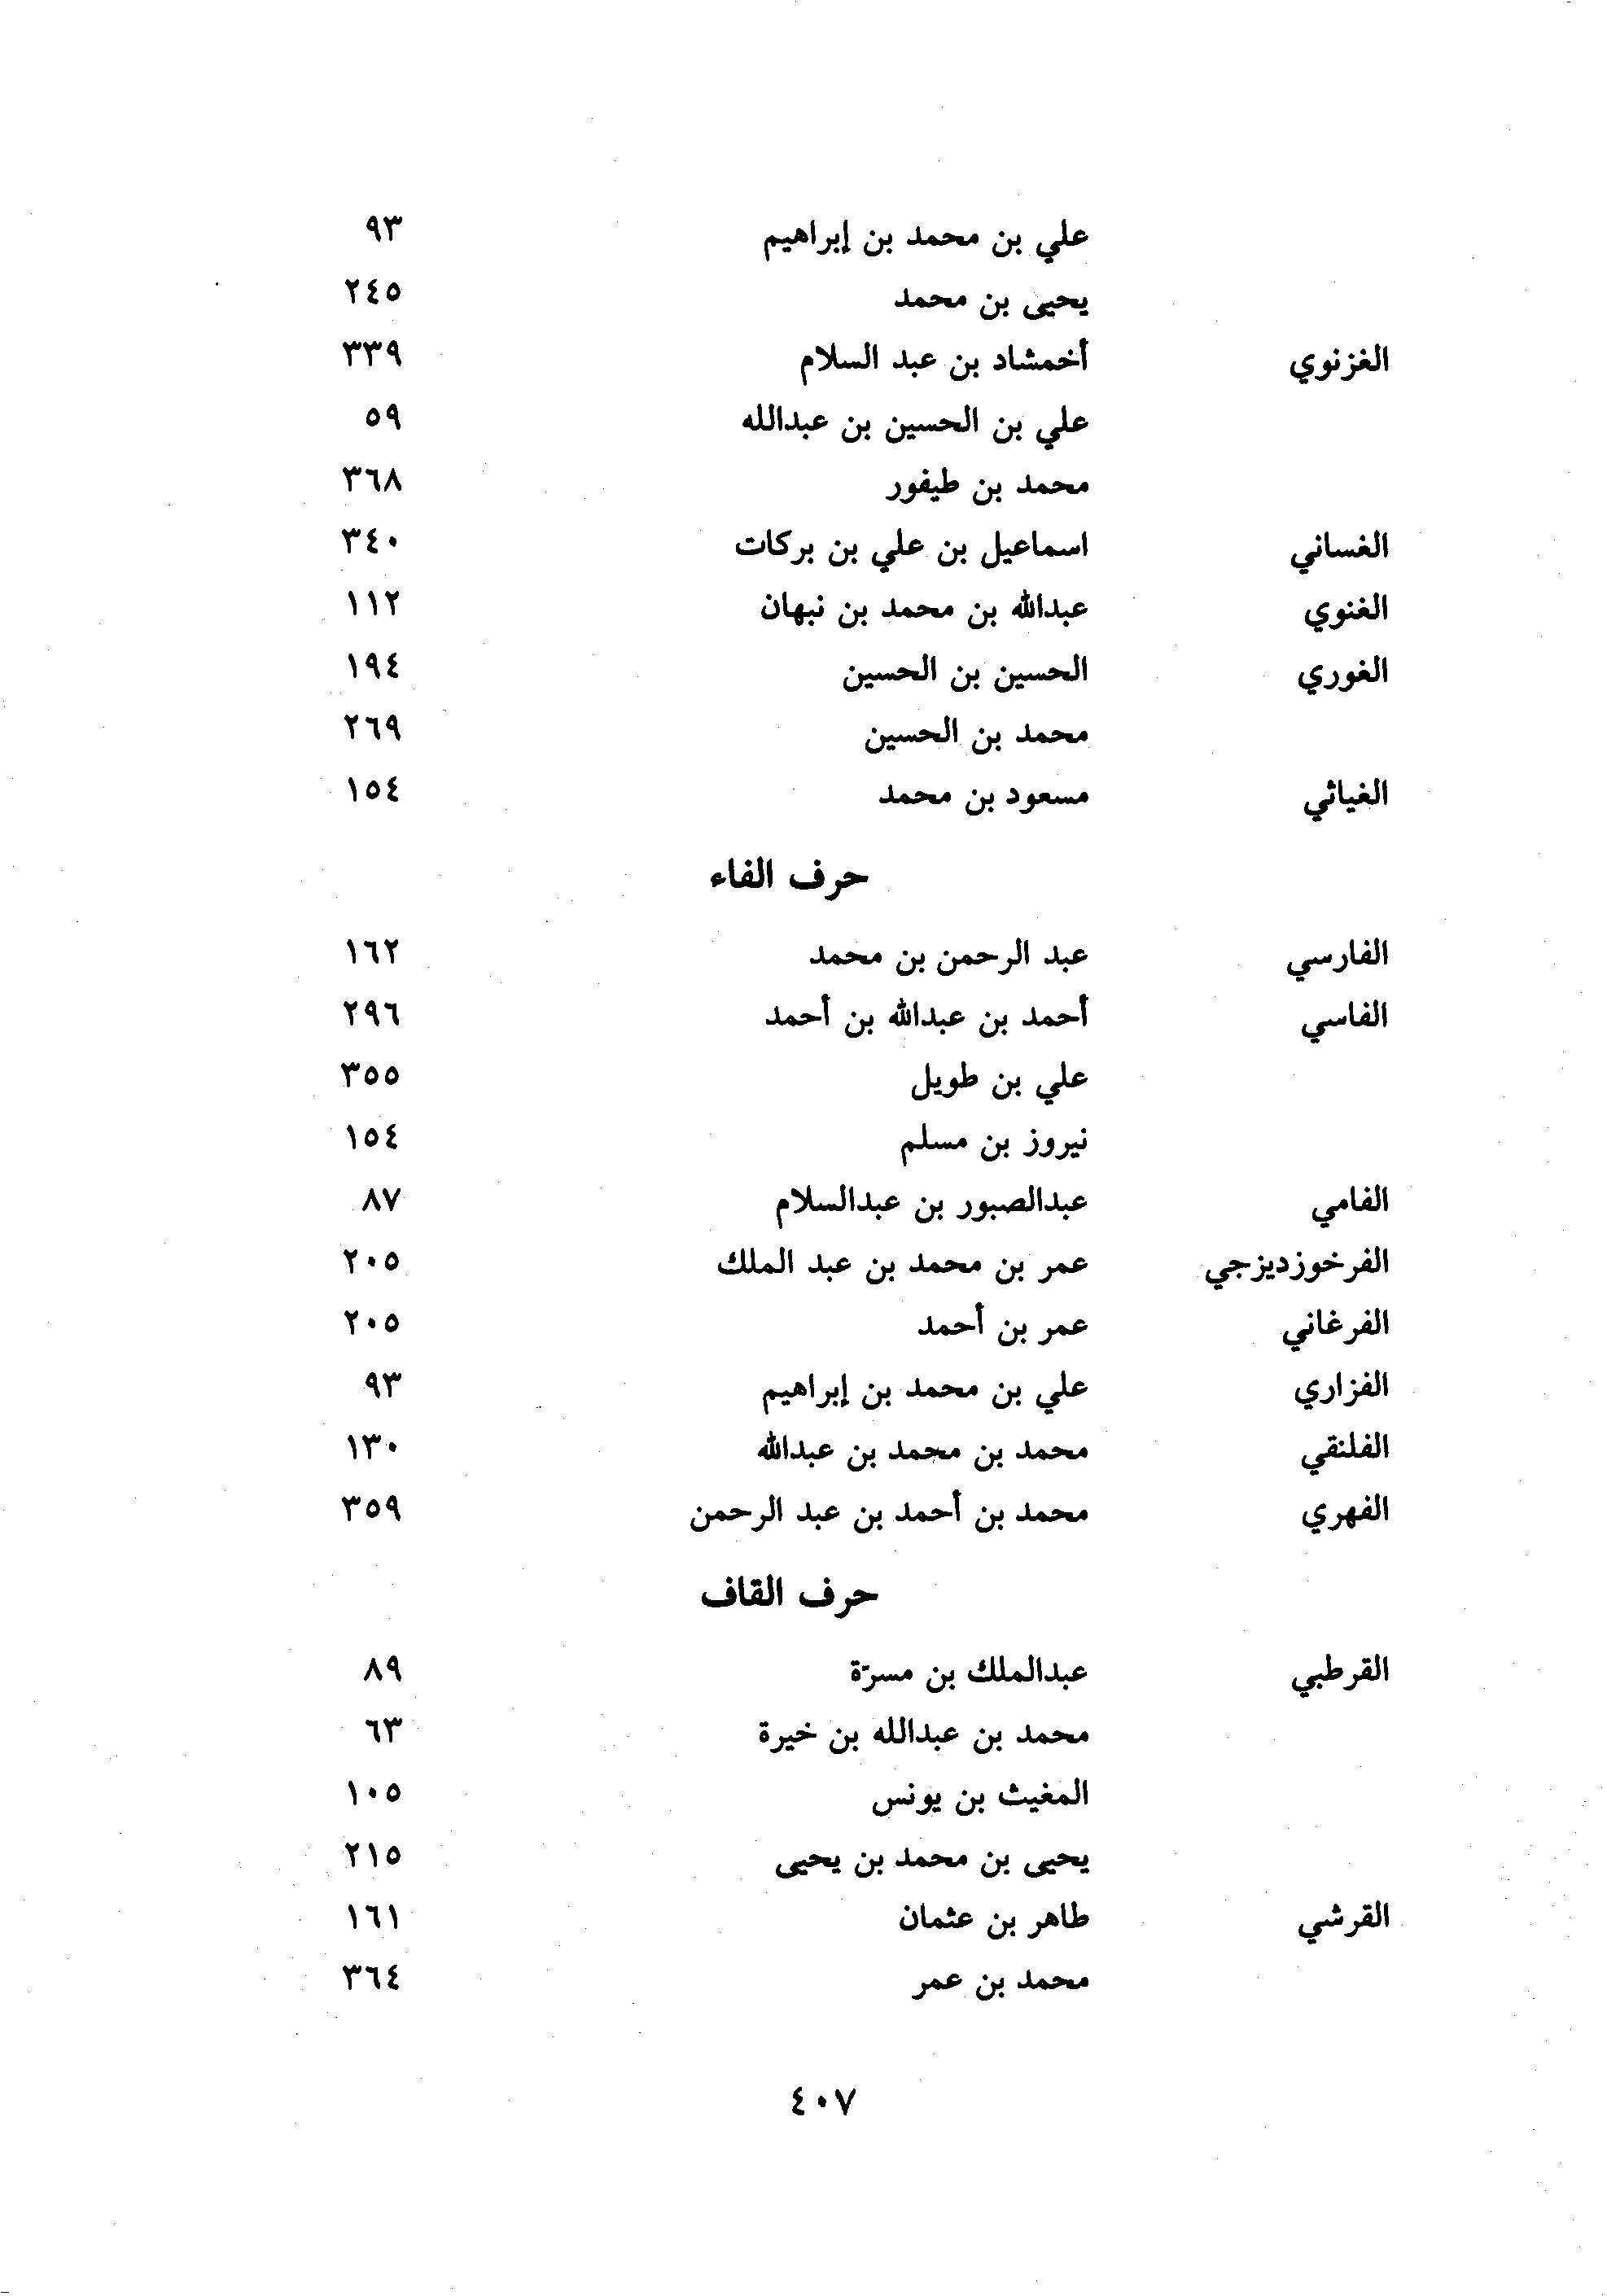 علي بن محمد بن إبراهيم ٩٣
يحيى بن محمد ٢٤٥
الغزنوي أخمشاد بن عبد السلام ٣٣٩
علي بن الحسين بن عبدالله ٥٩
محمد بن طيفور ٣٦٨
الغساني اسماعيل بن علي بن بركات ٣٤٠
الغنوي عبدالله بن محمد بن نبهان ١١٢
الغوري الحسين بن الحسين ١٩٤
محمد بن الحسين ٢٦٩
الغياثي مسعود بن محمد ١٥٤
حرف الفاء
الفارسي عبد الرحمن بن محمد ١٦٢
الفاسي أحمد بن عبدالله بن أحمد ٢٩٦
علي بن طويل ٣٥٥
نيروز بن مسلم ١٥٤
الفامي عبدالصبور بن عبدالسلام ٨٧
الفرخوزديزجي عمر بن محمد بن عبد الملك ٢٠٥
الفرغاني عمر بن أحمد ٢٠٥
الفزاري علي بن محمد بن إبراهيم ٩٣
الفلنقي محمد بن محمد بن عبدالله ١٣٠
الفهري محمد بن أحمد بن عبد الرحمن ٣٥٩
حرف القاف
القرطبي عبدالملك بن مسرّة ٨٩
محمد بن عبدالله بن خيرة ٦٣
المغيث بن يونس ١٠٥
يحيى بن محمد بن يحيى ٢١٥
القرشي طاهر بن عثمان ١٦١
محمد بن عمر ٣٦٤
٤٠٧